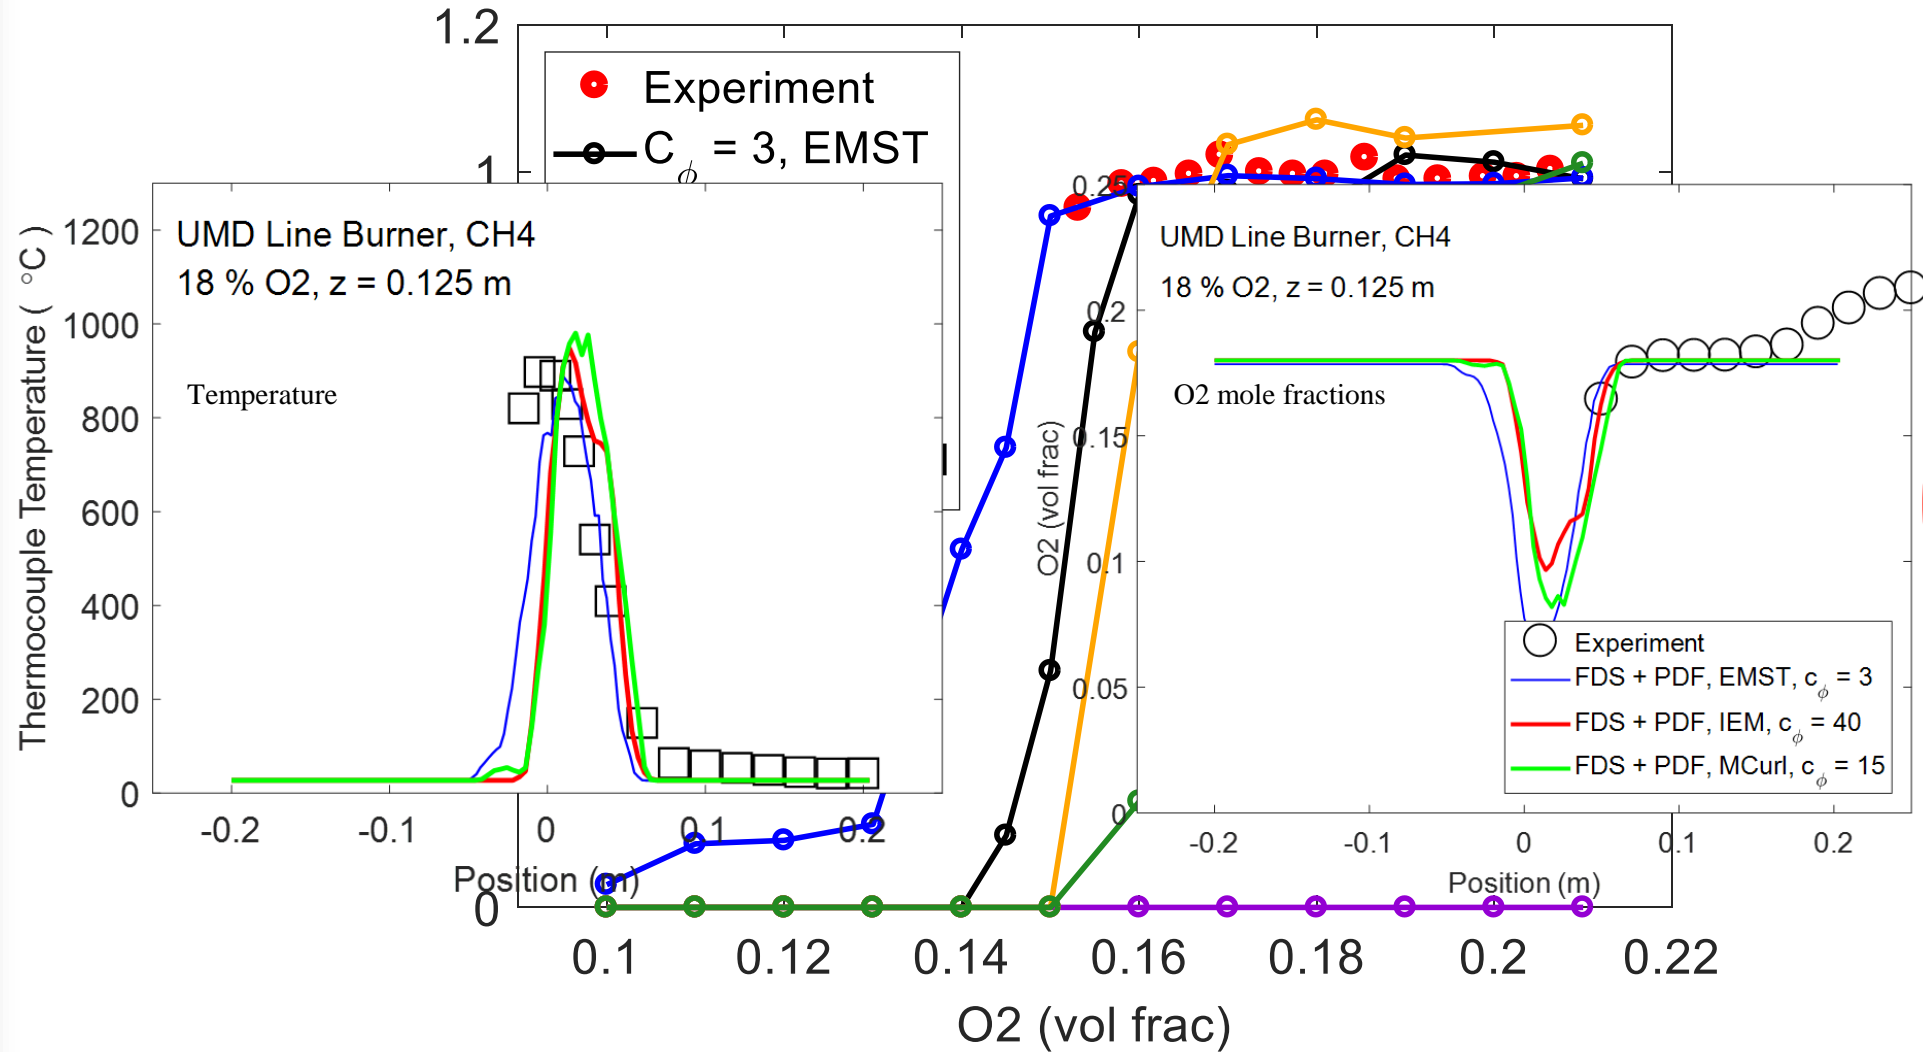 1.2
1
0
Experiment
C ϕ = 3, EMST
0.1
0.12
0.14
0.16
0.18
0.2
0.22
O2 (vol frac)
Thermocouple Temperature ( °C )
1200
1000
800
600
400
200
0
UMD Line Burner, CH4
18 % O2, z = 0.125 m
Temperature
-0.2
-0.1
0
0.1
0.2
Position (m)
O2 (vol frac)
0.25
0.2
0.15
0.1
0.05
0
UMD Line Burner, CH4
18 % O2, z = 0.125 m
O2 mole fractions
Experiment
FDS + PDF, EMST, c ϕ = 3
FDS + PDF, IEM, c ϕ = 40
FDS + PDF, MCurl, c ϕ = 15
-0.2
-0.1
0
0.1
0.2
Position (m)